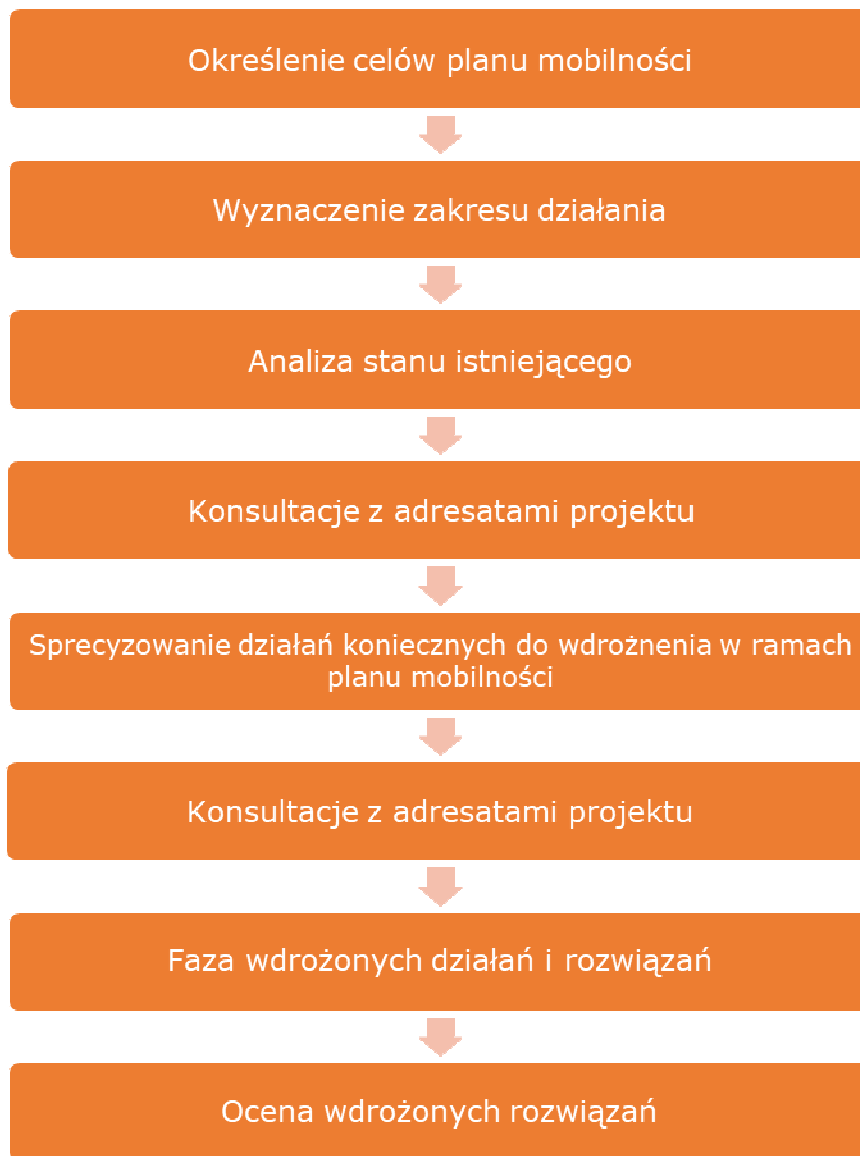 Określenie celów planu mobilności
Wyznaczenie zakresu działania
Analiza stanu istniejącego
Konsultacje z adresatami projektu
Sprecyzowanie działań koniecznych do wdrożnenia w ramach
planu mobilności
Konsultacje z adresatami projektu
Faza wdrożonych działań i rozwiązań
Ocena wdrożonych rozwiązań